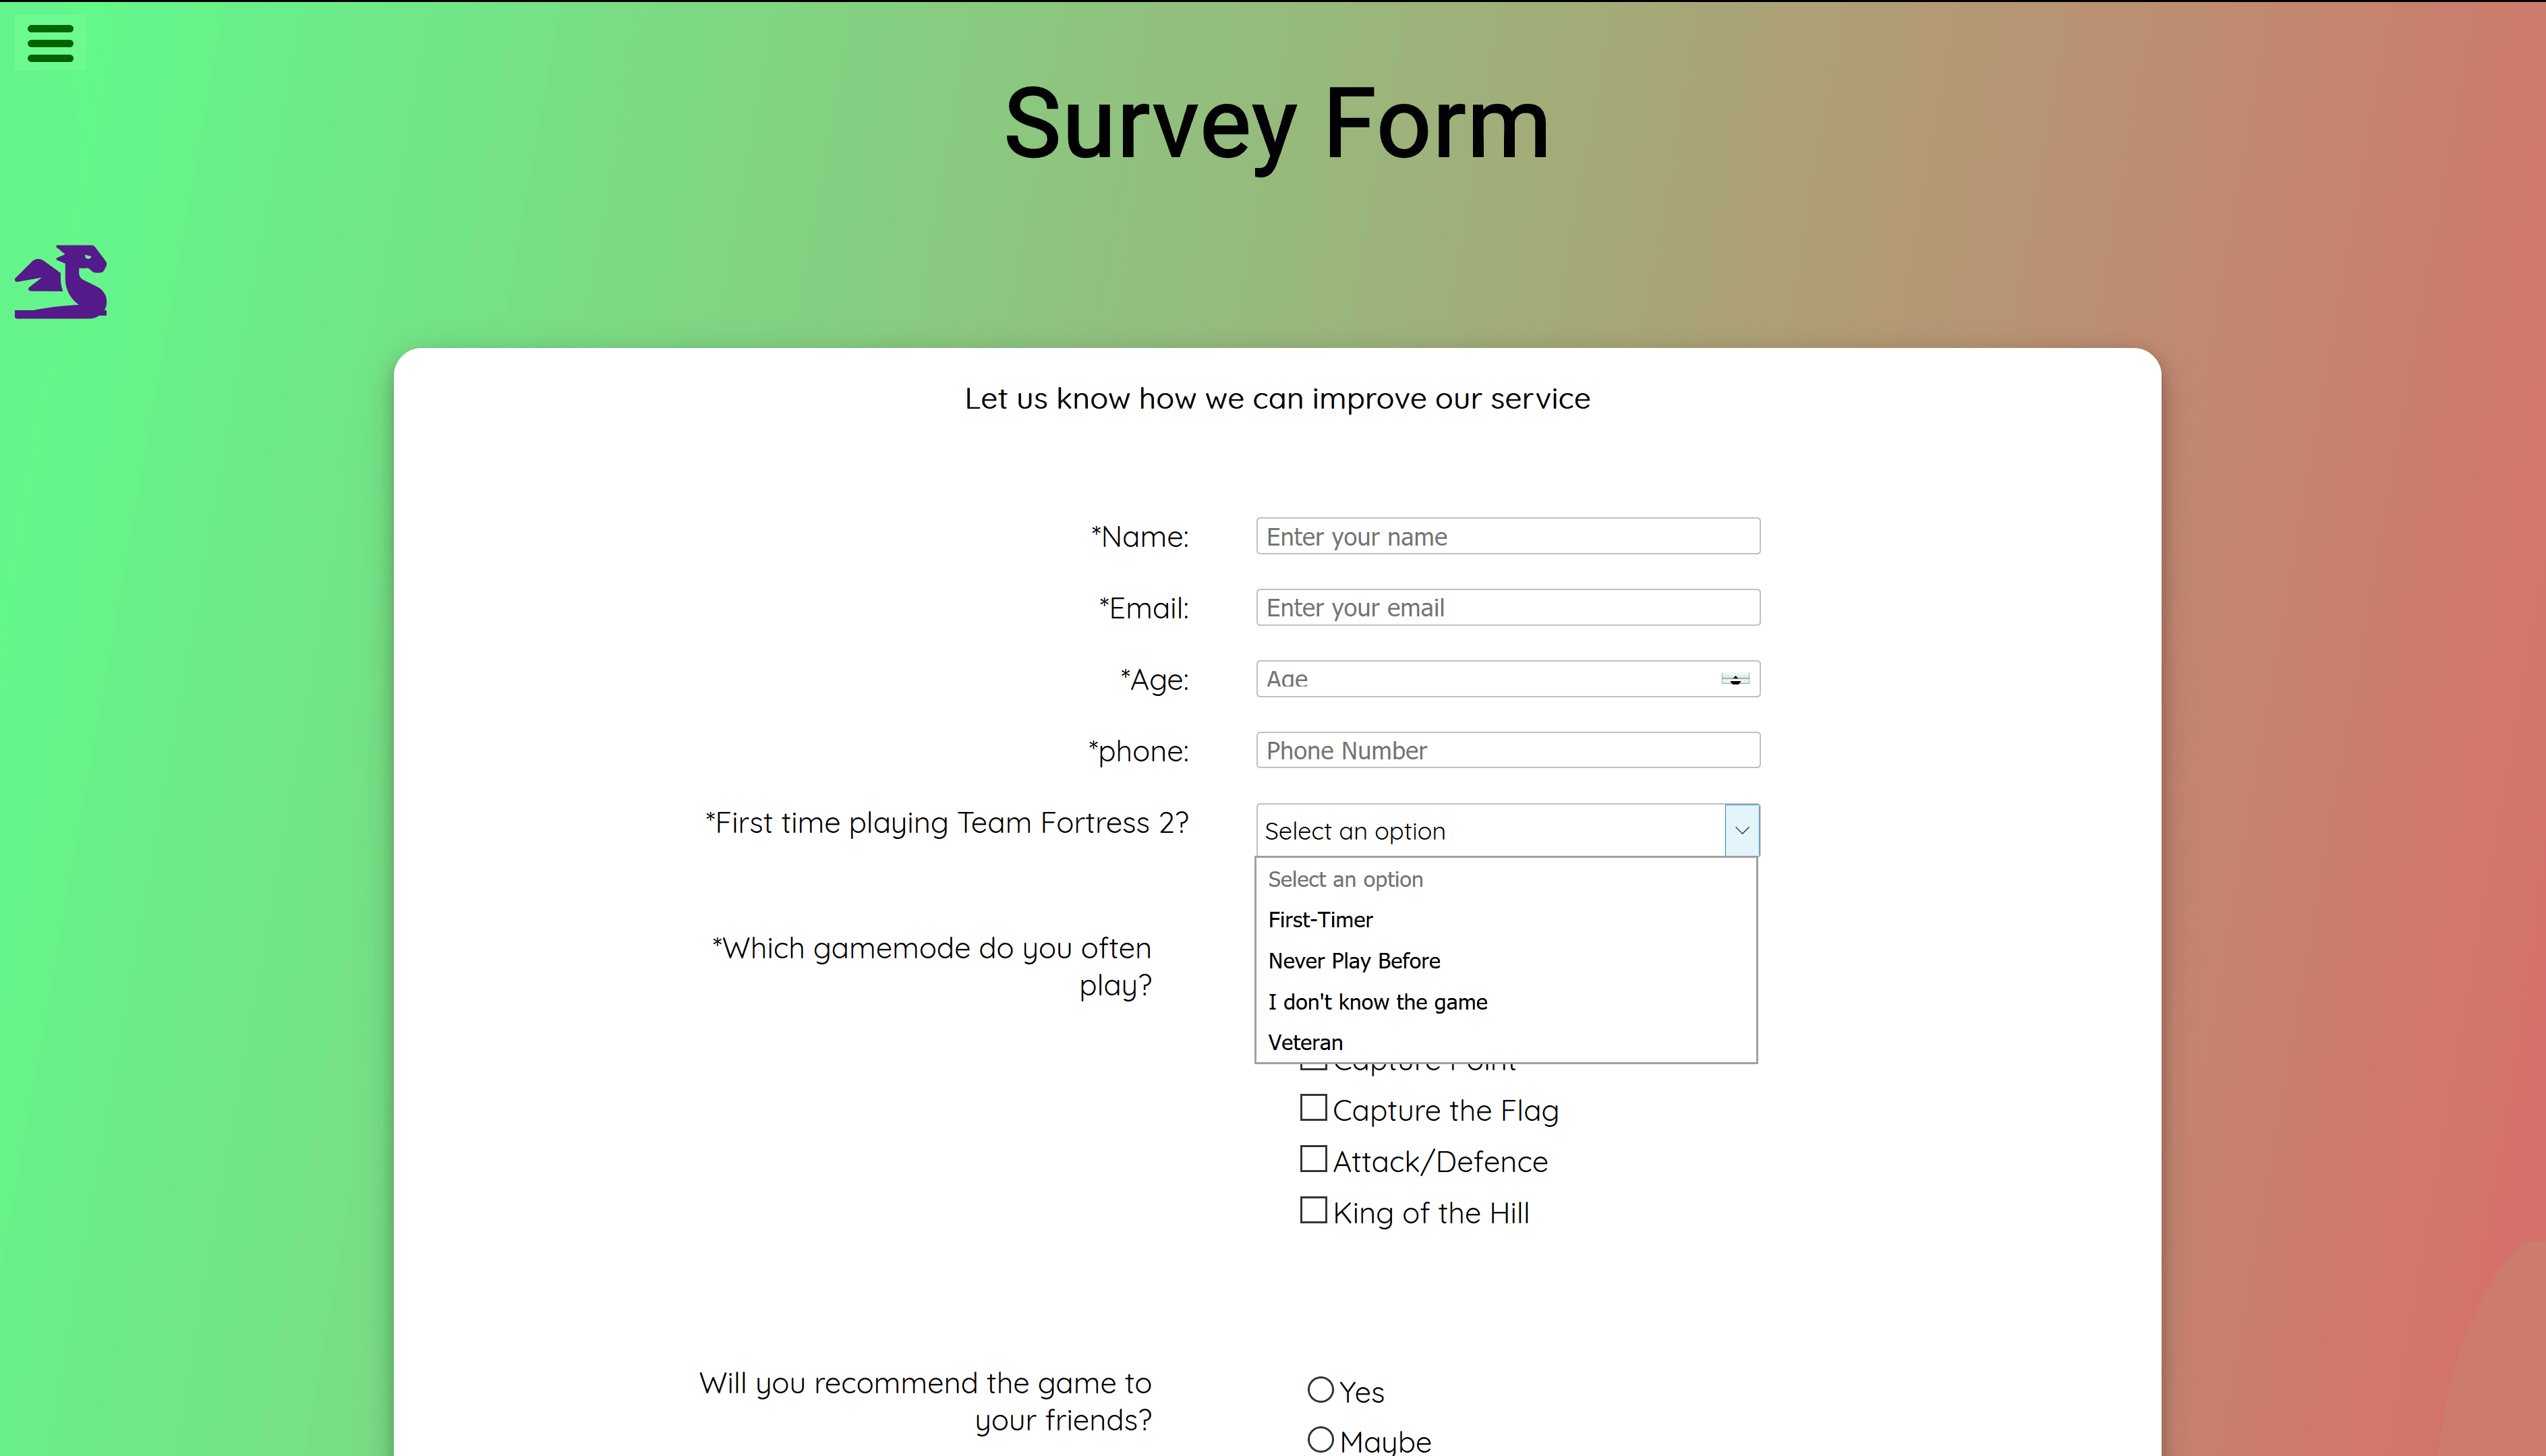 Survey Form
Let us know how we can improve our service
*Name:
Enter your name
*Email:
Enter your email
*Age:
Age
*phone:
Phone Number
*First time playing Team Fortress 2?
Select an option
Select an option
First-Timer
Never Play Before
I don't know the game
Veteran
*Which gamemode do you often
play?
Capture Point
Capture the Flag
Attack/Defence
King of the Hill
Will you recommend the game to
your friends?
Yes
Maybe